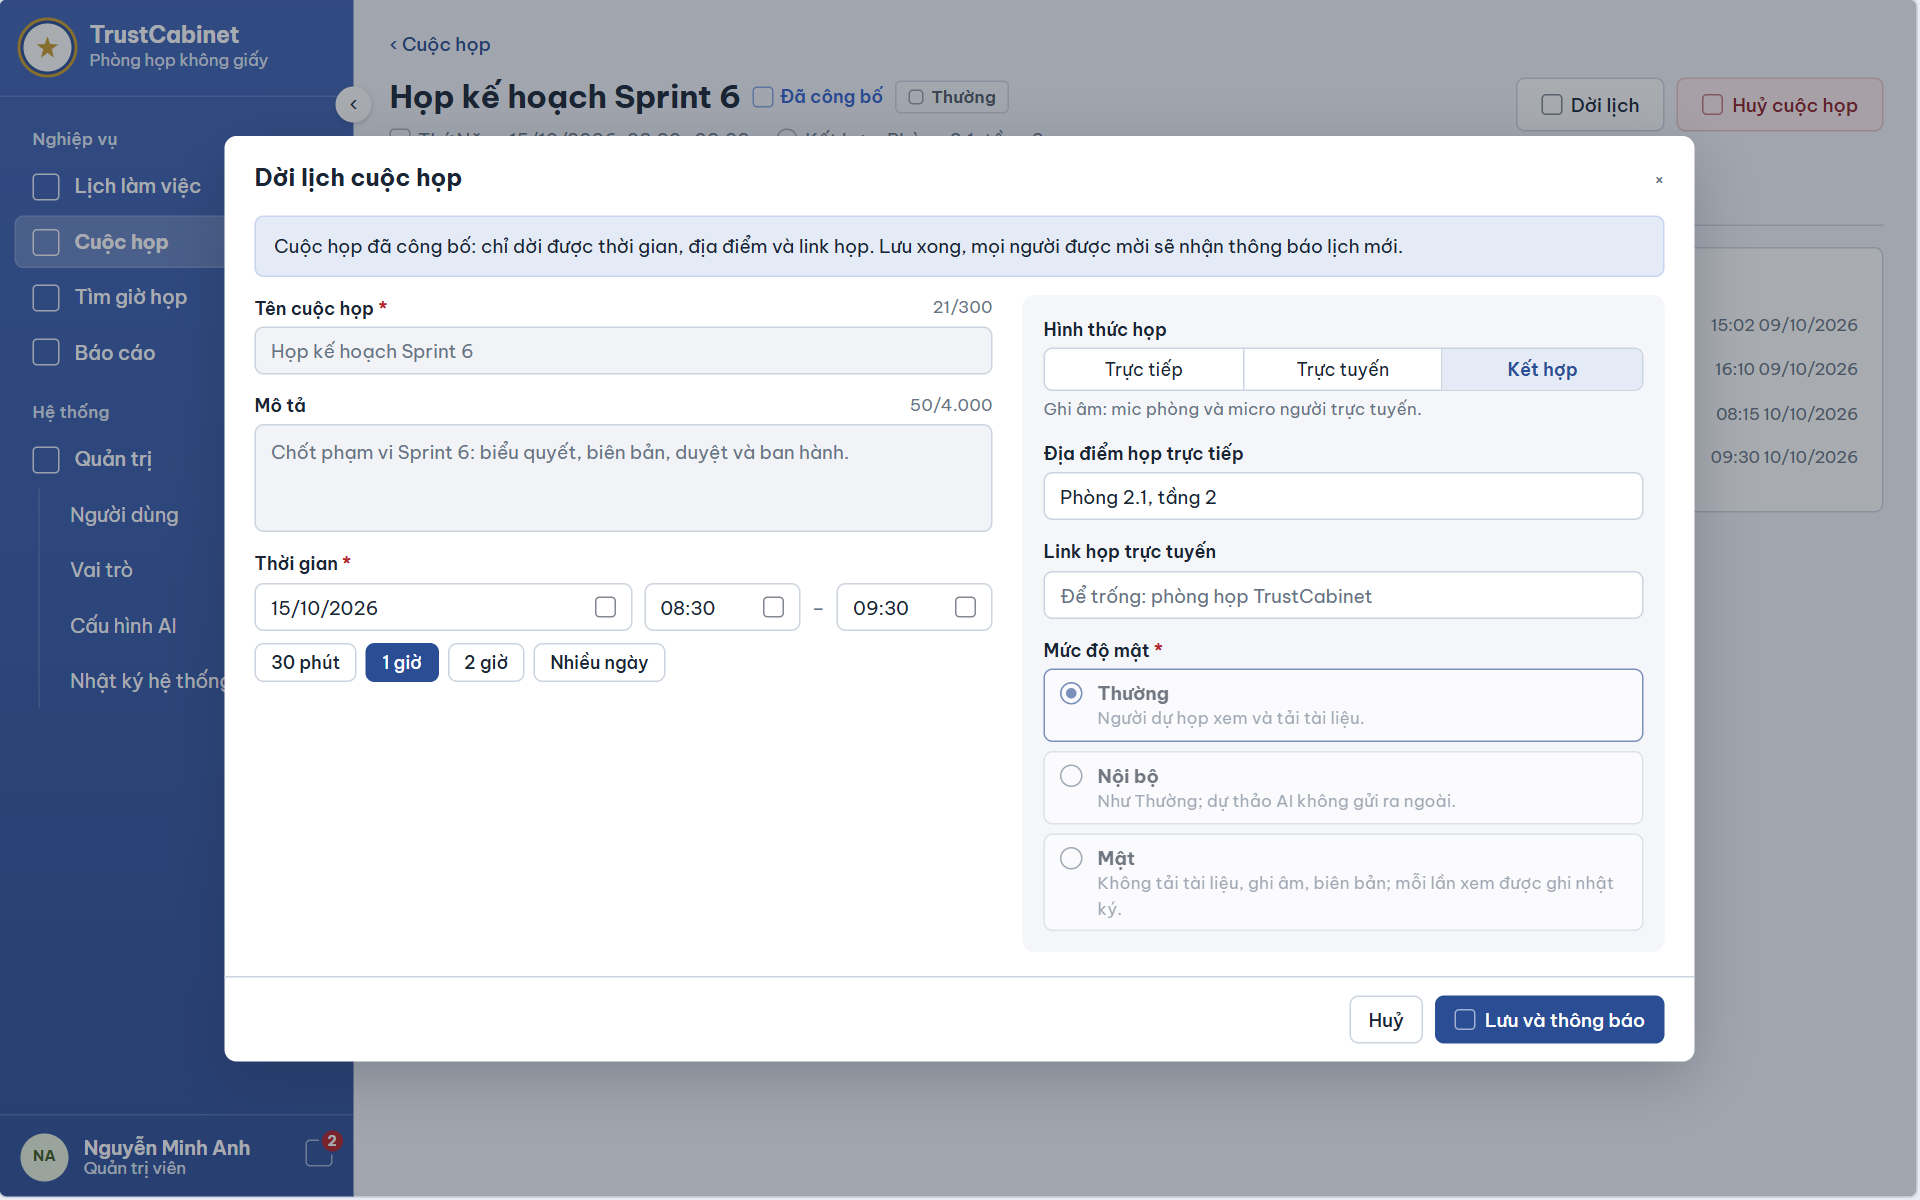 TrustCabinet
Phòng họp không giấy
Nghiệp vụ
Lịch làm việc
Cuộc họp
Tìm giờ họp
Báo cáo
Hệ thống
Quản trị
Người dùng
Vai trò
Cấu hình AI
Nhật ký hệ thống
NA
Nguyễn Minh Anh
Quản trị viên
2
‹ Cuộc họp
Họp kế hoạch Sprint 6
Đã công bố
Thường
Dời lịch
Huỷ cuộc họp
15:02 09/10/2026
16:10 09/10/2026
08:15 10/10/2026
09:30 10/10/2026
Dời lịch cuộc họp
×
Cuộc họp đã công bố: chỉ dời được thời gian, địa điểm và link họp. Lưu xong, mọi người được mời sẽ nhận thông báo lịch mới.
Tên cuộc họp *
21/300
Họp kế hoạch Sprint 6
Mô tả
50/4.000
Chốt phạm vi Sprint 6: biểu quyết, biên bản, duyệt và ban hành.
Thời gian *
15/10/2026
08:30
–
09:30
30 phút
1 giờ
2 giờ
Nhiều ngày
Hình thức họp
Trực tiếp
Trực tuyến
Kết hợp
Ghi âm: mic phòng và micro người trực tuyến.
Địa điểm họp trực tiếp
Phòng 2.1, tầng 2
Link họp trực tuyến
Để trống: phòng họp TrustCabinet
Mức độ mật *
Thường
Người dự họp xem và tải tài liệu.
Nội bộ
Như Thường; dự thảo AI không gửi ra ngoài.
Mật
Không tải tài liệu, ghi âm, biên bản; mỗi lần xem được ghi nhật
ký.
Huỷ
Lưu và thông báo